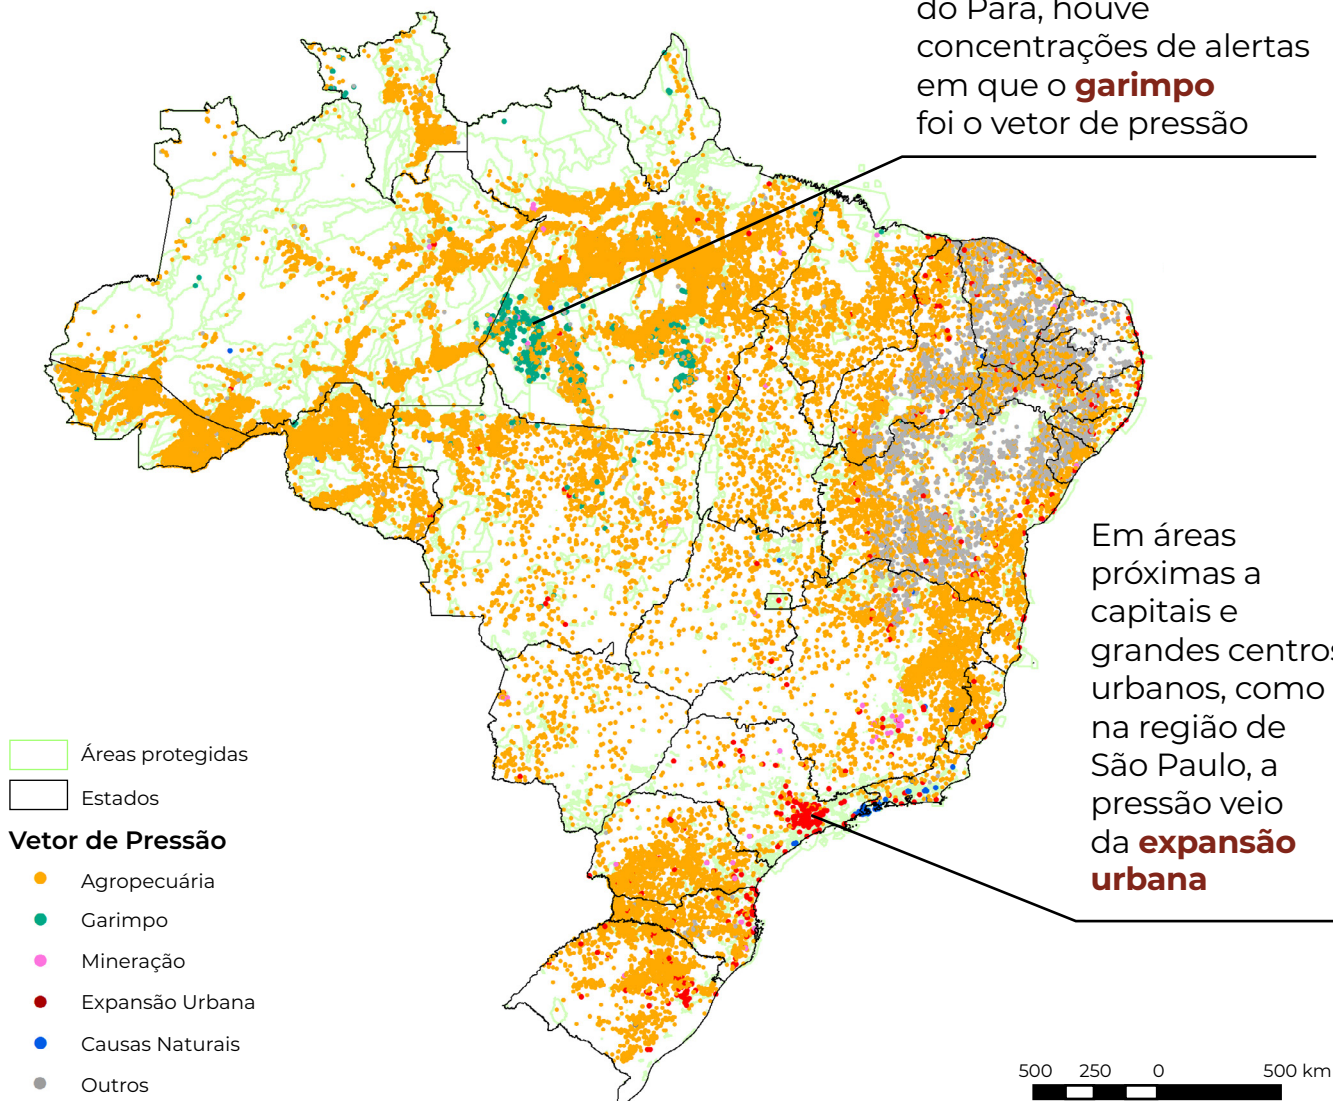 do Pará, houve
concentrações de alertas
em que o garimpo
foi o vetor de pressão
Em áreas
próximas a
capitais e
grandes centros
urbanos, como
na região de
São Paulo, a
pressão veio
da expansão
urbana
Áreas protegidas
Estados
Vetor de Pressão
Agropecuária
Garimpo
Mineração
Expansão Urbana
Causas Naturais
Outros
500 250 0 500 km